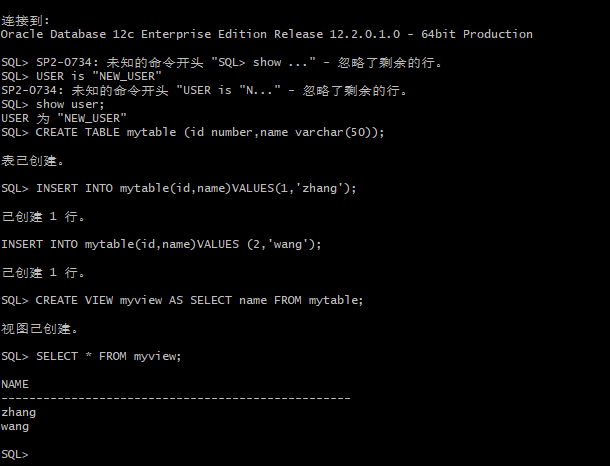 连接到:
Oracle Database 12c Enterprise Edition Release 12.2.0.1.0 - 64bit Production
SQL> SP2-0734: 未知的命令开头 "SQL> show ..." - 忽略了剩余的行。
SQL> USER is "NEW_USER"
SP2-0734: 未知的命令开头 "USER is "N..." - 忽略了剩余的行。
SQL> show user;
USER 为 "NEW_USER"
SQL> CREATE TABLE mytable (id number,name varchar(50));
表已创建。
SQL> INSERT INTO mytable(id,name)VALUES(1,'zhang');
已创建 1 行。
INSERT INTO mytable(id,name)VALUES (2,'wang');
已创建 1 行。
SQL> CREATE VIEW myview AS SELECT name FROM mytable;
视图已创建。
SQL> SELECT * FROM myview;
NAME
--------------------------------------------------
zhang
wang
SQL>